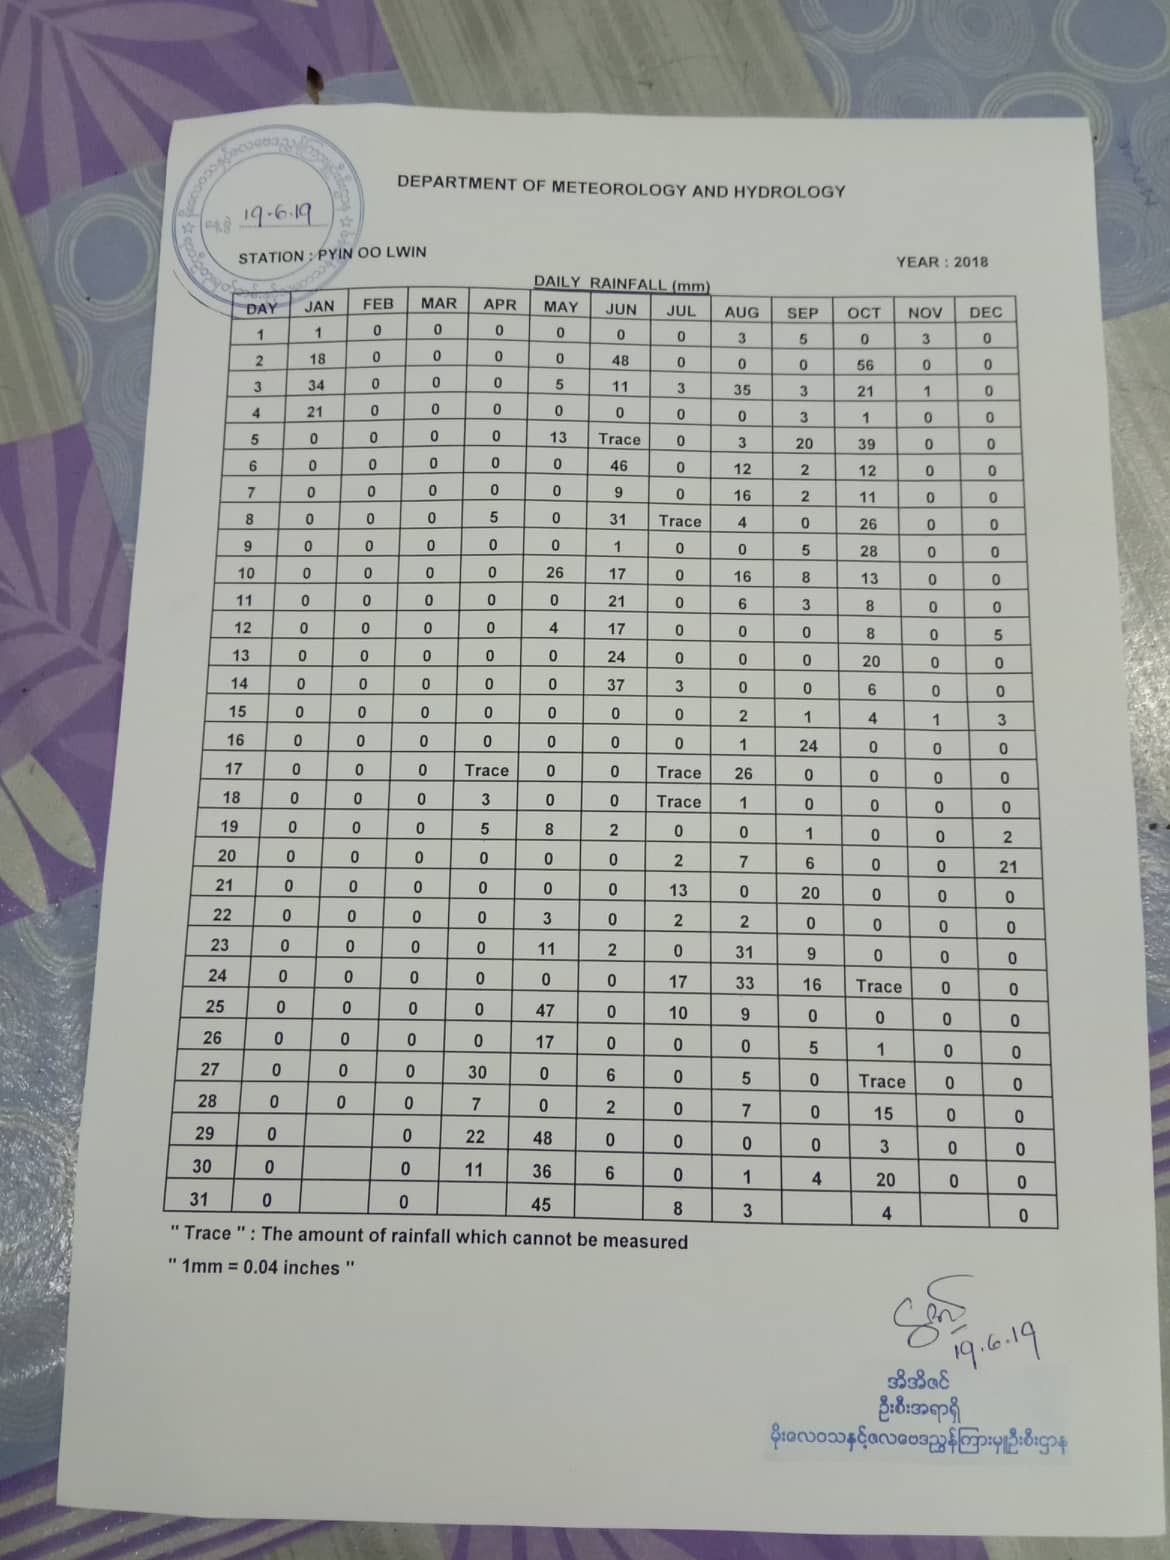 19.6.19
DEPARTMENT OF METEOROLOGY AND HYDROLOGY
STATION : PYIN OO LWIN
YEAR : 2018
DAILY RAINFALL (mm)
DAY JAN FEB MAR APR MAY JUN JUL AUG SEP OCT NOV DEC
1 1 0 0 0 0 0 0 3 5 0 3 0
2 18 0 0 0 0 48 0 0 0 56 0 0
3 34 0 0 0 5 11 3 35 3 21 1 0
4 21 0 0 0 0 0 0 0 3 1 0 0
5 0 0 0 0 13 Trace 0 3 20 39 0 0
6 0 0 0 0 0 46 0 12 2 12 0 0
7 0 0 0 0 0 9 0 16 2 11 0 0
8 0 0 0 5 0 31 Trace 4 0 26 0 0
9 0 0 0 0 0 1 0 0 5 28 0 0
10 0 0 0 0 26 17 0 16 8 13 0 0
11 0 0 0 0 0 21 0 6 3 8 0 0
12 0 0 0 0 4 17 0 0 0 8 0 5
13 0 0 0 0 0 24 0 0 0 20 0 0
14 0 0 0 0 0 37 3 0 0 6 0 0
15 0 0 0 0 0 0 0 2 1 4 1 3
16 0 0 0 0 0 0 0 1 24 0 0 0
17 0 0 0 Trace 0 0 Trace 26 0 0 0 0
18 0 0 0 3 0 0 Trace 1 0 0 0 0
19 0 0 0 5 8 2 0 0 1 0 0 2
20 0 0 0 0 0 0 2 7 6 0 0 21
21 0 0 0 0 0 0 13 0 20 0 0 0
22 0 0 0 0 3 0 2 2 0 0 0 0
23 0 0 0 0 11 2 0 31 9 0 0 0
24 0 0 0 0 0 0 17 33 16 Trace 0 0
25 0 0 0 0 47 0 10 9 0 0 0 0
26 0 0 0 0 17 0 0 0 5 1 0 0
27 0 0 0 30 0 6 0 5 0 Trace 0 0
28 0 0 0 7 0 2 0 7 0 15 0 0
29 0 0 22 48 0 0 0 0 3 0 0
30 0 0 11 36 6 0 1 4 20 0 0
31 0 0 45 8 3 4 0
" Trace " : The amount of rainfall which cannot be measured
" 1mm = 0.04 inches "
19.6.19
အိအိဇင်
ဦးစီးအရာရှိ
မိုးလေဝသနှင့်ဇလဗေဒညွှန်ကြားမှုဦးစီးဌာန